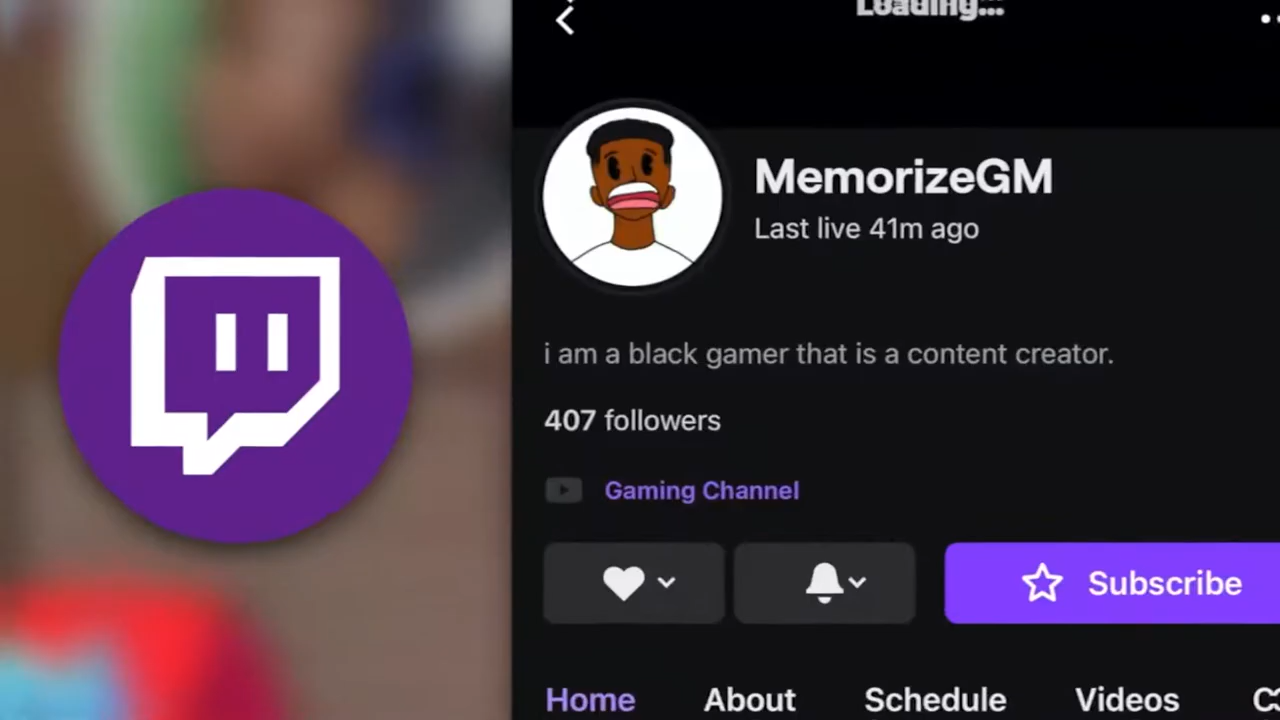 Loading...
MemorizeGM
Last live 41m ago
i am a black gamer that is a content creator.
407 followers
Gaming Channel
Subscribe
Home About Schedule Videos